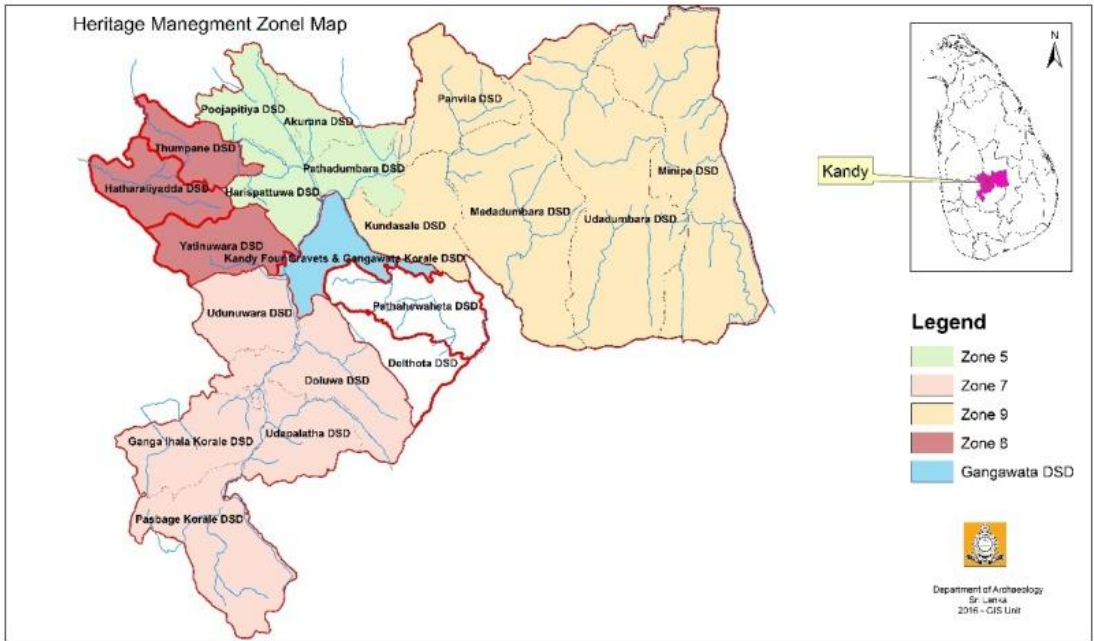 Heritage Manegment Zonel Map
N
Panvila DSD
Poojapitiya DSD
Akurana DSD
Thumpane DSD
Pathadumbara DSD
Minipe DSD
Kandy
Hatharaliyadda DSD
Harispattuwa DSD
Medadumbara DSD
Udadumbara DSD
Kundasale DSD
Yatinuwara DSD
Kandy Four Gravets & Gangawata Korale DSD
Pathahewaheta DSD
Udunuwara DSD
Delthota DSD
Doluwa DSD
Udapalatha DSD
Ganga Ihala Korale DSD
Pasbage Korale DSD
Legend
Zone 5
Zone 7
Zone 9
Zone 8
Gangawata DSD
Department of Archaeology
Sri Lanka
2016 - GIS Unit